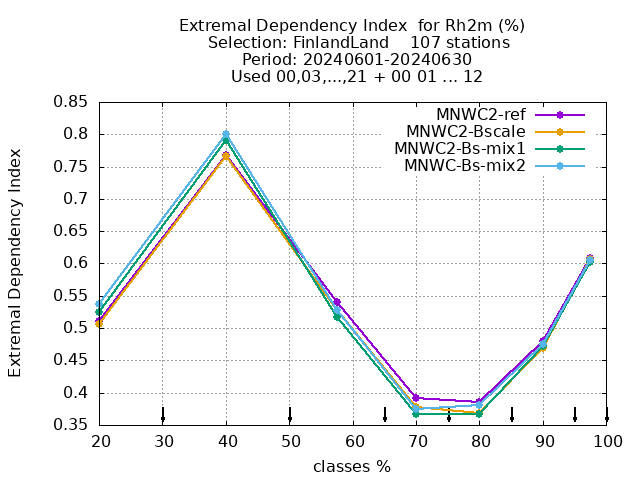 Extremal Dependency Index  for Rh2m (%)
Selection: FinlandLand    107 stations
Period: 20240601-20240630
Used 00,03,...,21 + 00 01 ... 12
MNWC2-ref
MNWC2-Bscale
MNWC2-Bs-mix1
MNWC-Bs-mix2
Extremal Dependency Index
0.85
0.8
0.75
0.7
0.65
0.6
0.55
0.5
0.45
0.4
0.35
20 30 40 50 60 70 80 90 100
classes %